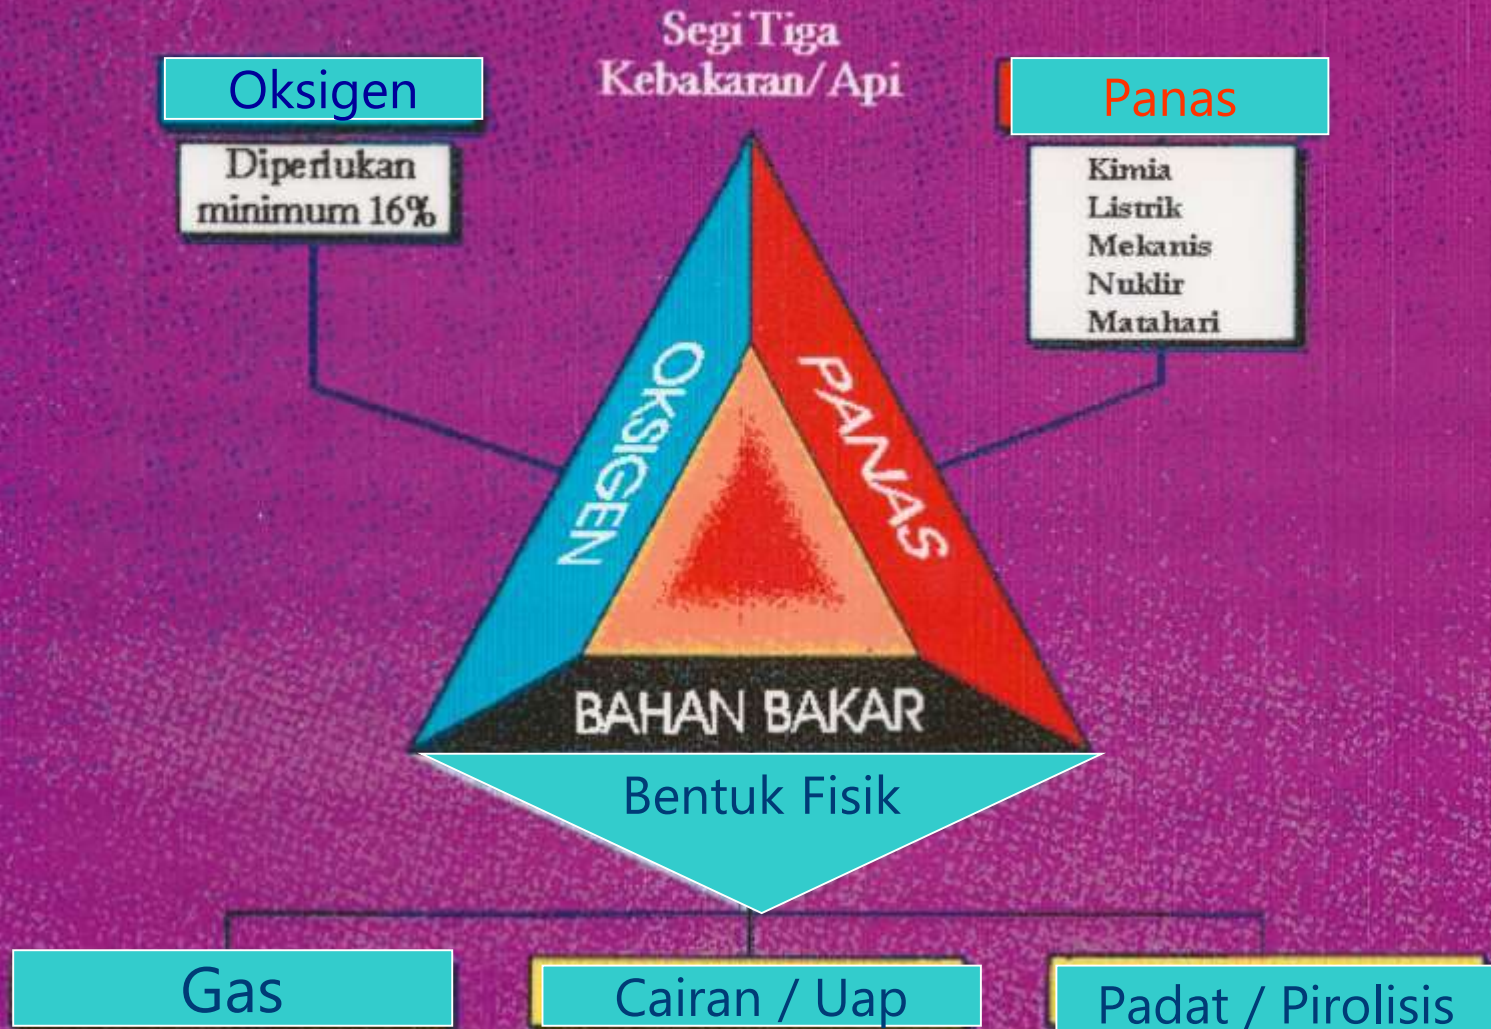 Segi Tiga
Kebakaran/Api
Oksigen
Diperlukan
minimum 16%
Panas
Kimia
Listrik
Mekanis
Nuklir
Matahari
OKSIGEN
PANAS
BAHAN BAKAR
Bentuk Fisik
Gas
Cairan / Uap
Padat / Pirolisis